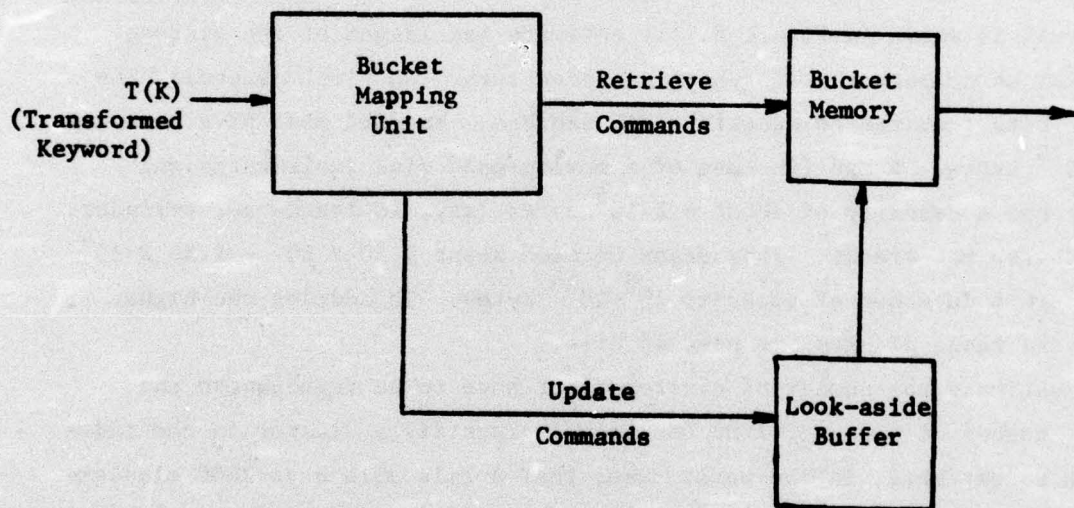 T(K)
(Transformed
Keyword)
Bucket
Mapping
Unit
Retrieve
Commands
Bucket
Memory
Update
Commands
Look-aside
Buffer